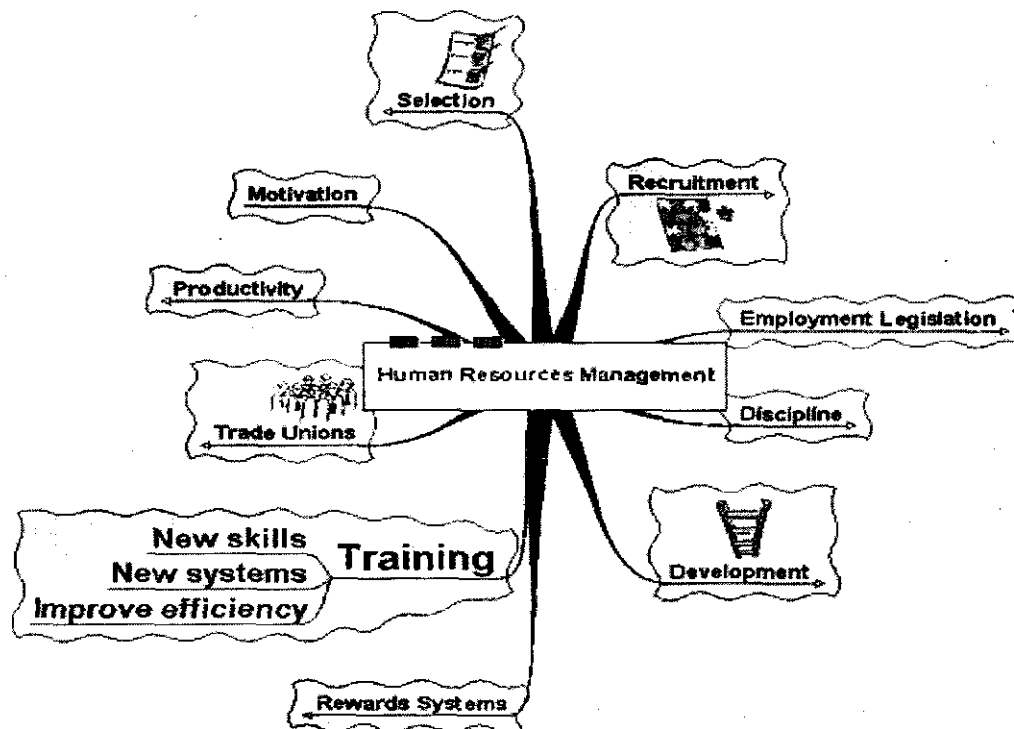 Selection
Recruitment
Motivation
Productivity
Employment Legislation
Human Resources Management
Discipline
Trade Unions
New skills
Training
New systems
Improve efficiency
Development
Rewards Systems